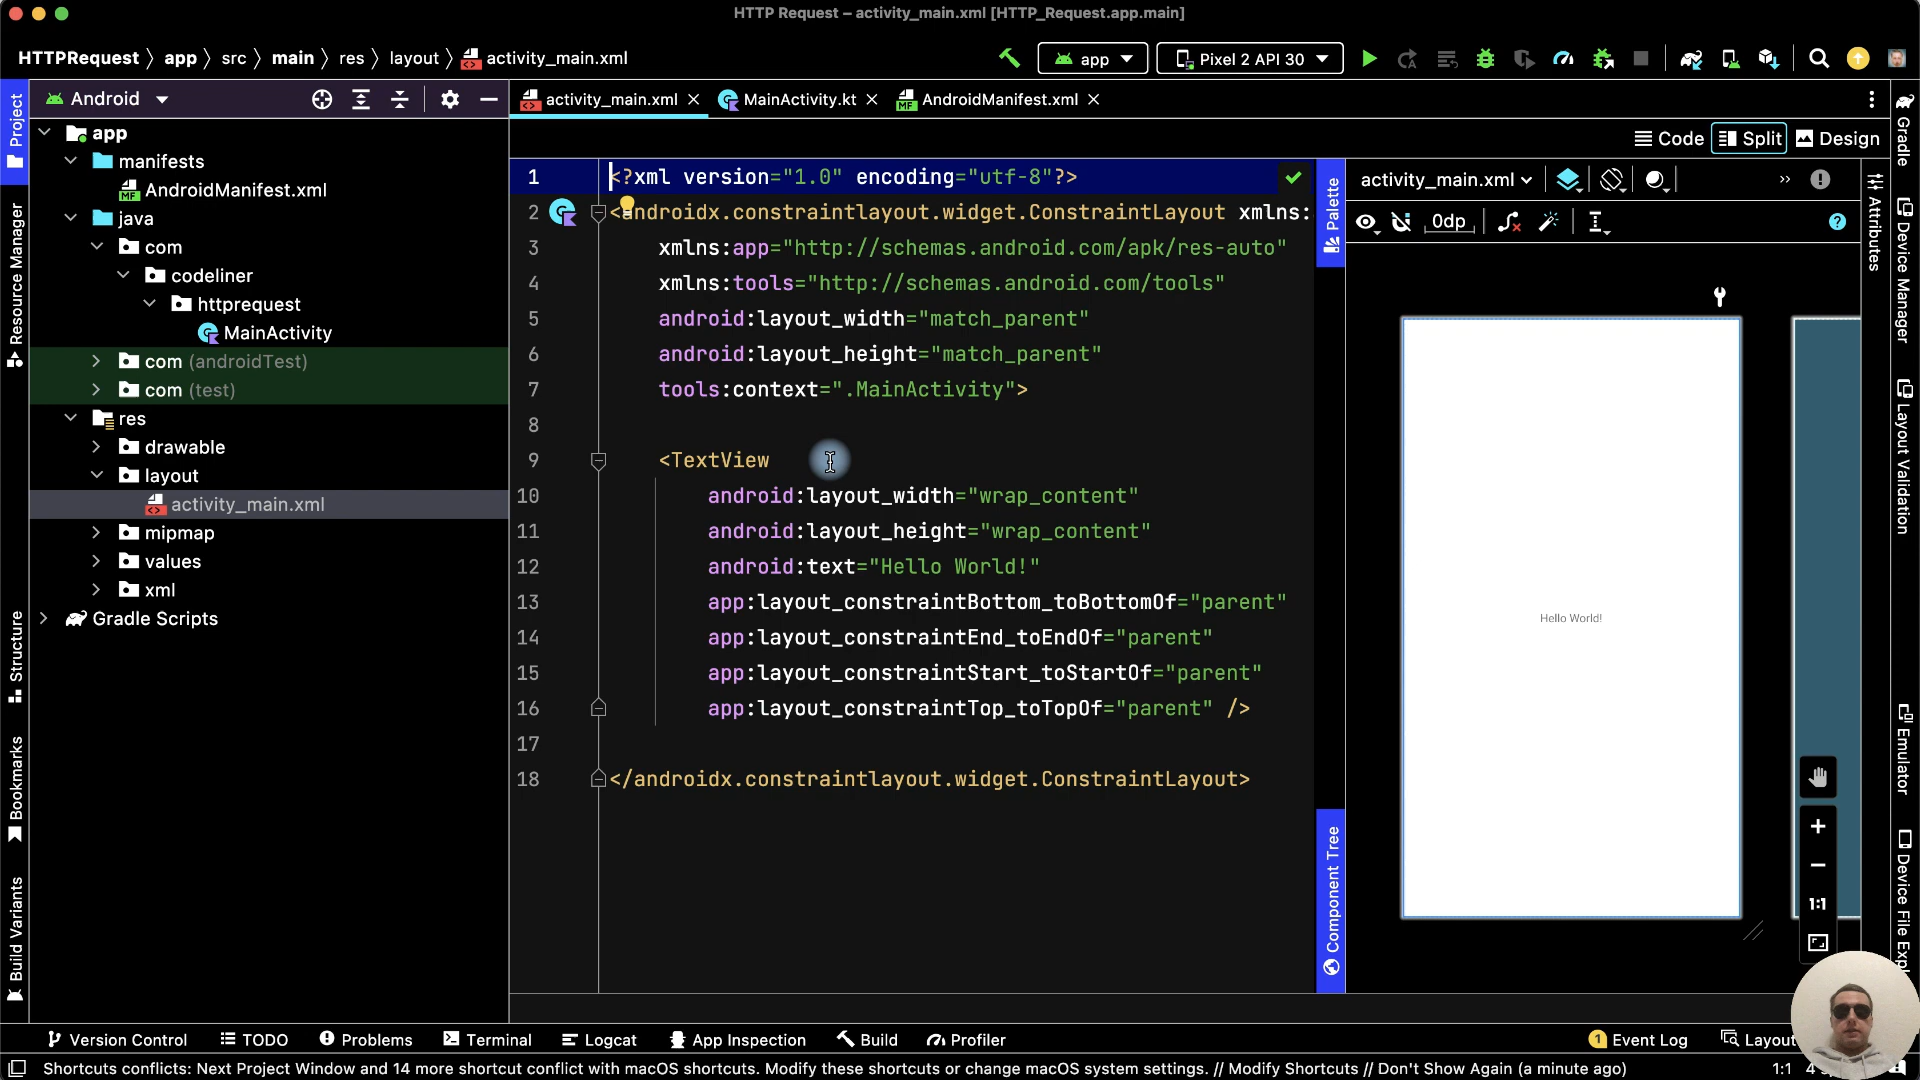 HTTP Request – activity_main.xml [HTTP_Request.app.main]
HTTPRequest app src main res layout activity_main.xml
app Pixel 2 API 30
Project
Android
activity_main.xml MainActivity.kt AndroidManifest.xml
Code Split Design
app
manifests
AndroidManifest.xml
java
com
codeliner
httprequest
MainActivity
com (androidTest)
com (test)
res
drawable
layout
activity_main.xml
mipmap
values
xml
Gradle Scripts
Resource Manager
Structure
Bookmarks
Build Variants
1 <?xml version="1.0" encoding="utf-8"?>
2 <androidx.constraintlayout.widget.ConstraintLayout xmlns:
3 xmlns:app="http://schemas.android.com/apk/res-auto"
4 xmlns:tools="http://schemas.android.com/tools"
5 android:layout_width="match_parent"
6 android:layout_height="match_parent"
7 tools:context=".MainActivity">
8
9 <TextView
10 android:layout_width="wrap_content"
11 android:layout_height="wrap_content"
12 android:text="Hello World!"
13 app:layout_constraintBottom_toBottomOf="parent"
14 app:layout_constraintEnd_toEndOf="parent"
15 app:layout_constraintStart_toStartOf="parent"
16 app:layout_constraintTop_toTopOf="parent" />
17
18 </androidx.constraintlayout.widget.ConstraintLayout>
Palette
Component Tree
activity_main.xml
0dp
Hello World!
1:1
Attributes
Gradle
Device Manager
Layout Validation
Emulator
Device File Expl
Version Control TODO Problems Terminal Logcat App Inspection Build Profiler 1 Event Log Layou
Shortcuts conflicts: Next Project Window and 14 more shortcut conflict with macOS shortcuts. Modify these shortcuts or change macOS system settings. // Modify Shortcuts // Don't Show Again (a minute ago) 1:1